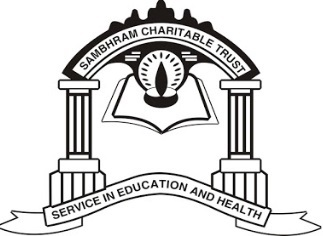 SAMBHRAM CHARITABLE TRUST
SERVICE IN EDUCATION AND HEALTH